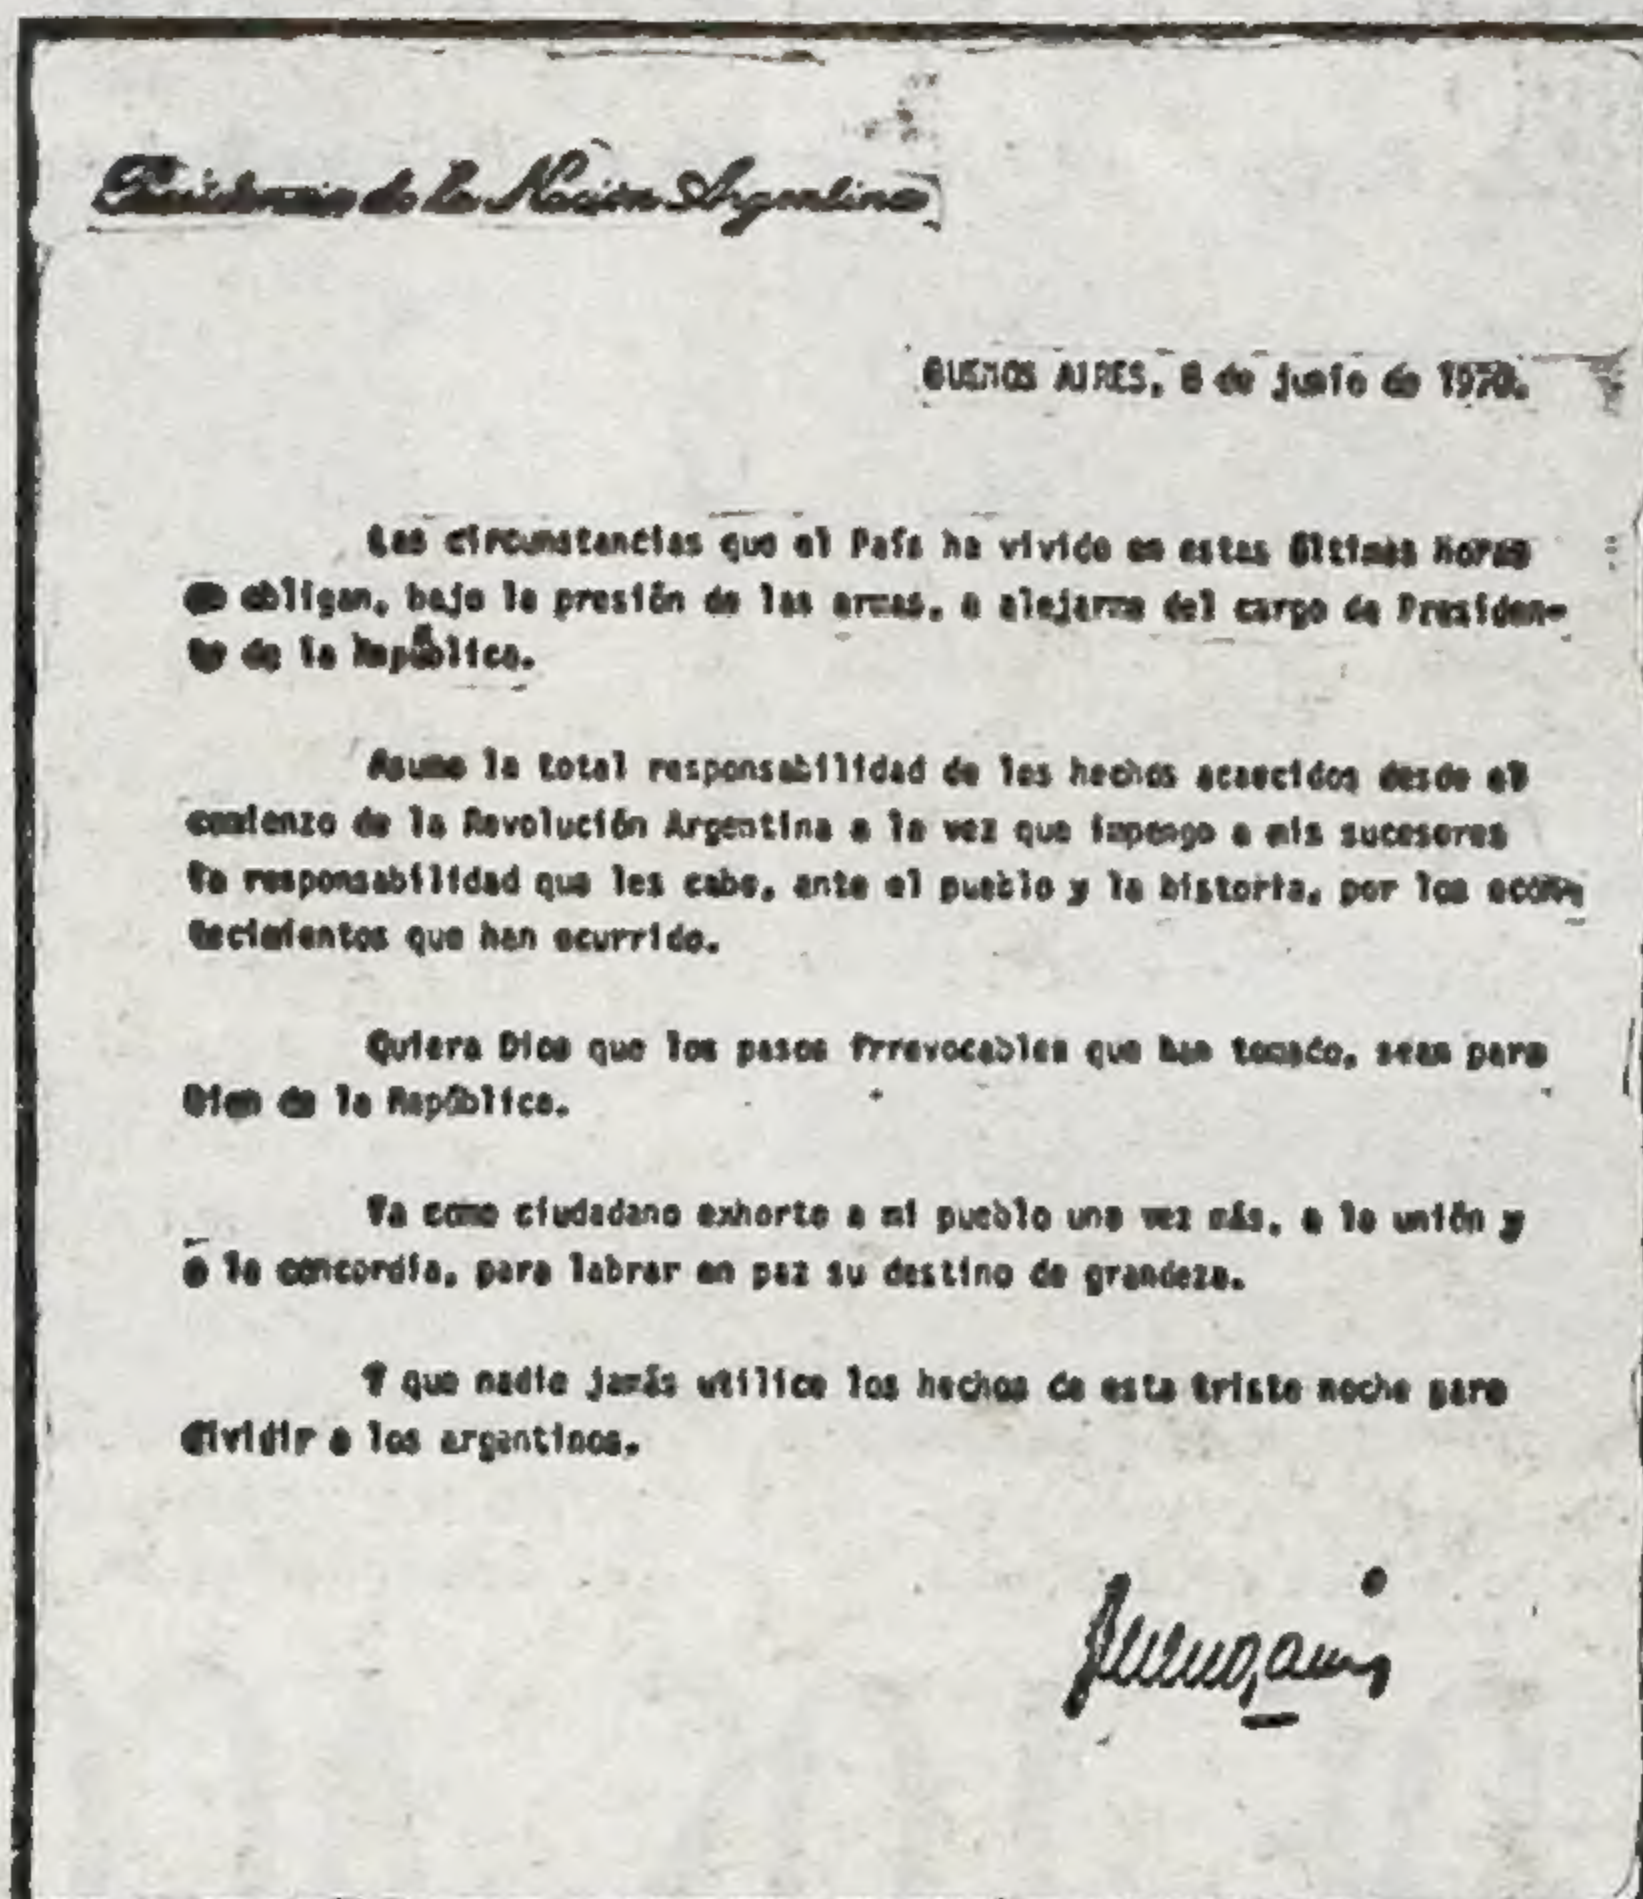 Presidencia de la Nación Argentina
BUENOS AIRES, 8 de junio de 1970.
Las circunstancias que el País ha vivido en estas últimas horas
me obligan, bajo la presión de las armas, a alejarme del cargo de Presiden-
te de la República.
Asumo la total responsabilidad de los hechos acaecidos desde el
comienzo de la Revolución Argentina a la vez que impongo a mis sucesores
la responsabilidad que les cabe, ante el pueblo y la historia, por los acon-
tecimientos que han ocurrido.
Quiera Dios que los pasos irrevocables que han tomado, sean para
bien de la República.
Ya como ciudadano exhorto a mi pueblo una vez más, a la unión y
a la concordia, para labrar en paz su destino de grandeza.
Y que nadie jamás utilice los hechos de esta triste noche para
dividir a los argentinos.